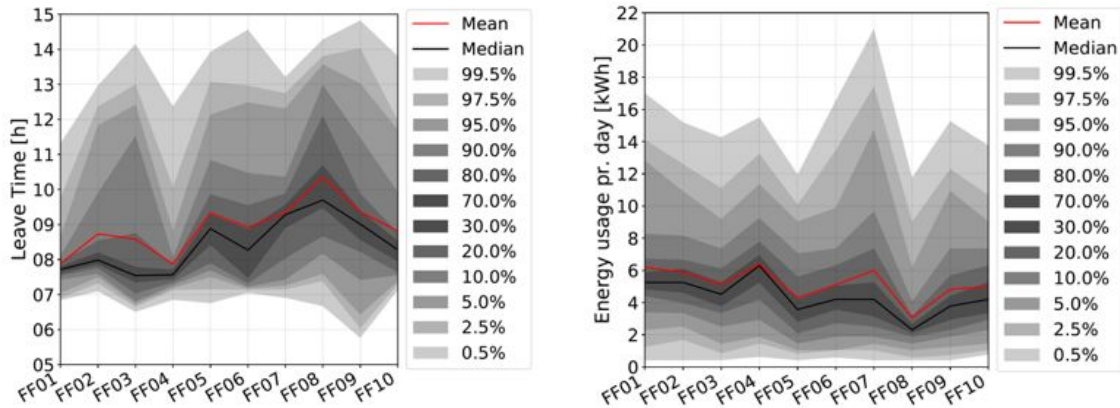 15
14
13
12
11
10
09
08
07
06
05
Leave Time [h]
FF01
FF02
FF03
FF04
FF05
FF06
FF07
FF08
FF09
FF10
Mean
Median
99.5%
97.5%
95.0%
90.0%
80.0%
70.0%
30.0%
20.0%
10.0%
5.0%
2.5%
0.5%
22
20
18
16
14
12
10
8
6
4
2
0
Energy usage pr. day [kWh]
FF01
FF02
FF03
FF04
FF05
FF06
FF07
FF08
FF09
FF10
Mean
Median
99.5%
97.5%
95.0%
90.0%
80.0%
70.0%
30.0%
20.0%
10.0%
5.0%
2.5%
0.5%